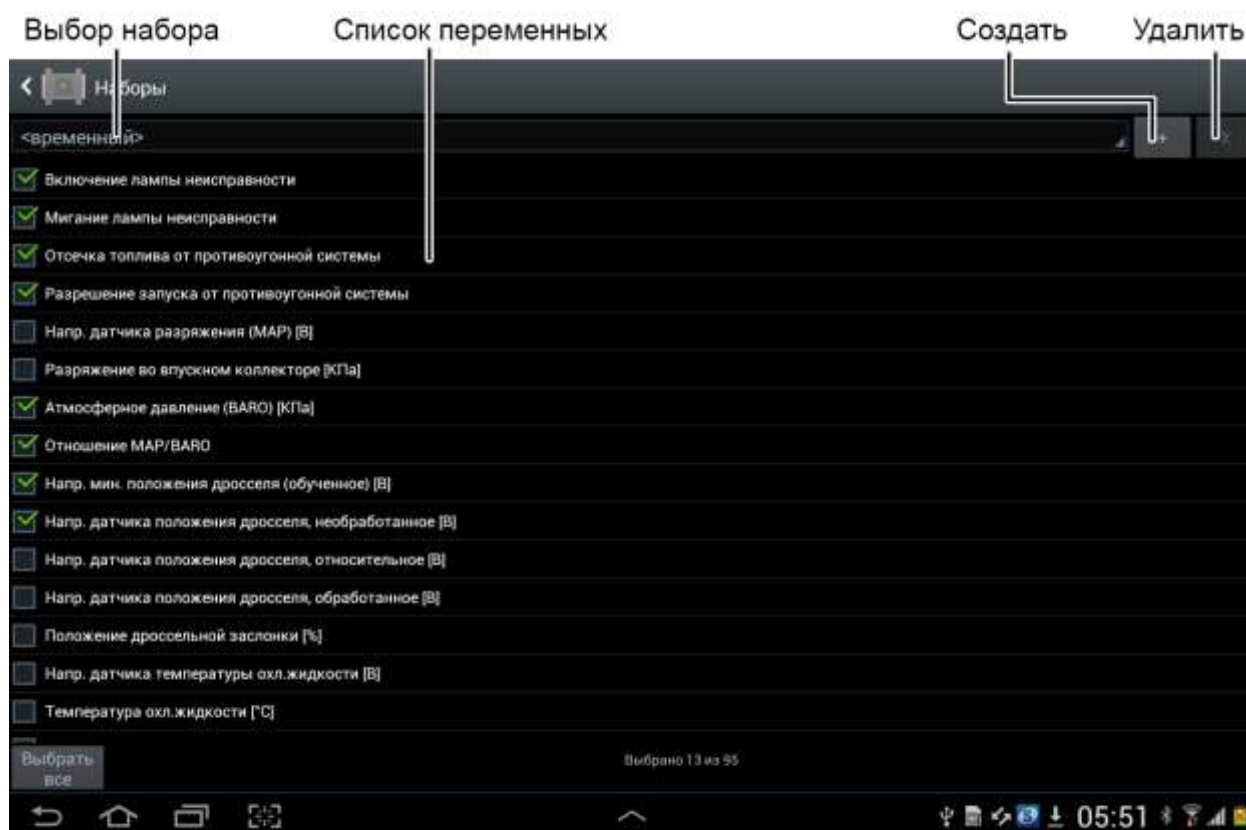 Выбор набора Список переменных Создать Удалить
Наборы
<временный>
+
Включение лампы неисправности
Мигание лампы неисправности
Отсечка топлива от противоугонной системы
Разрешение запуска от противоугонной системы
Напр. датчика разряжения (MAP) [В]
Разряжение во впускном коллекторе [КПа]
Атмосферное давление (BARO) [КПа]
Отношение MAP/BARO
Напр. мин. положения дросселя (обученное) [В]
Напр. датчика положения дросселя, необработанное [В]
Напр. датчика положения дросселя, относительное [В]
Напр. датчика положения дросселя, обработанное [В]
Положение дроссельной заслонки [%]
Напр. датчика температуры охл.жидкости [В]
Температура охл.жидкости [°C]
Выбрать
все
Выбрано 13 из 95
05:51